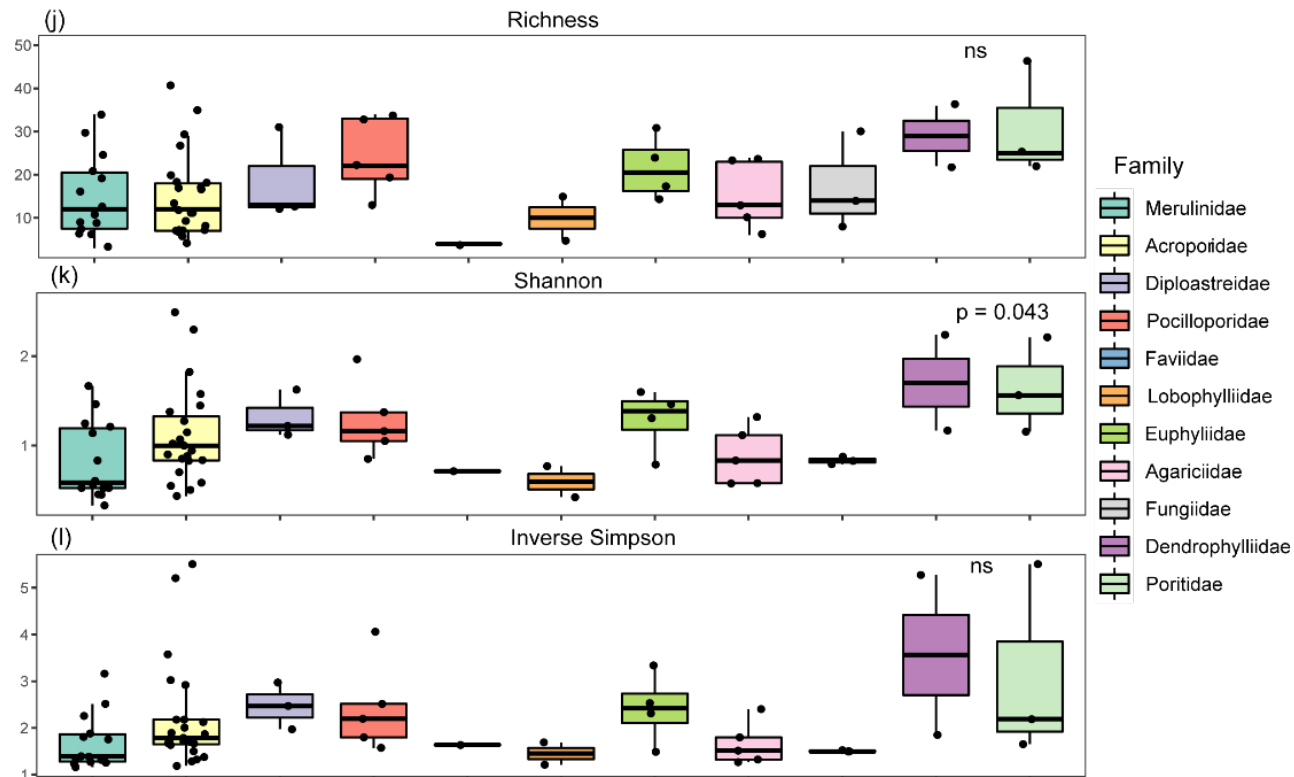 (j)
Richness
50
40
30
20
10
ns
(k)
Shannon
2
1
p = 0.043
(l)
Inverse Simpson
5
4
3
2
1
ns
Family
Merulinidae
Acroporidae
Diploastreidae
Pocilloporidae
Faviidae
Lobophylliidae
Euphyliidae
Agariciidae
Fungiidae
Dendrophylliidae
Poritidae